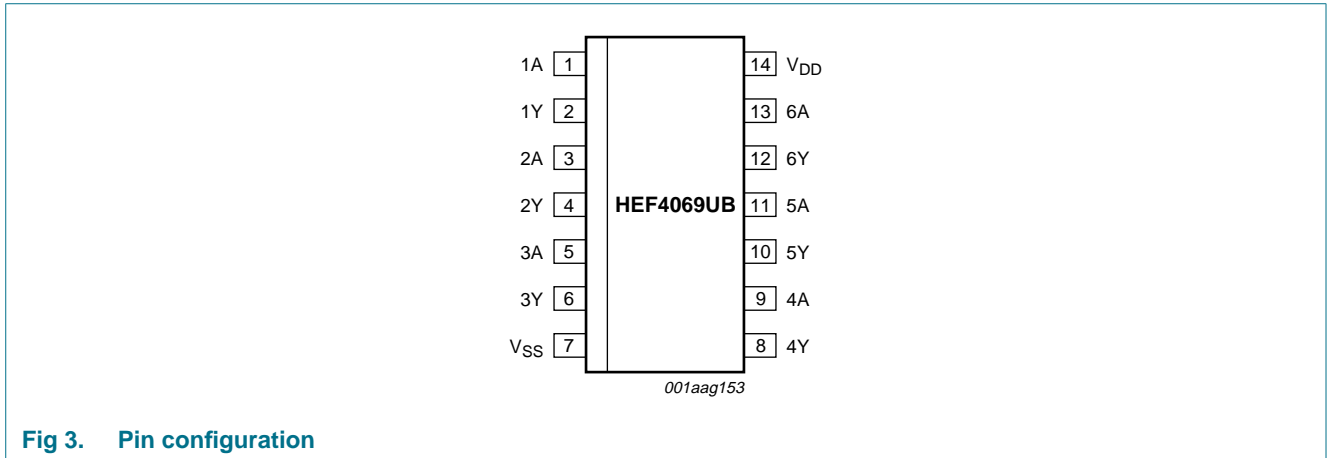 1A 1 14 VDD
1Y 2 13 6A
2A 3 12 6Y
2Y 4 HEF4069UB 11 5A
3A 5 10 5Y
3Y 6 9 4A
VSS 7 8 4Y
001aag153
Fig 3. Pin configuration